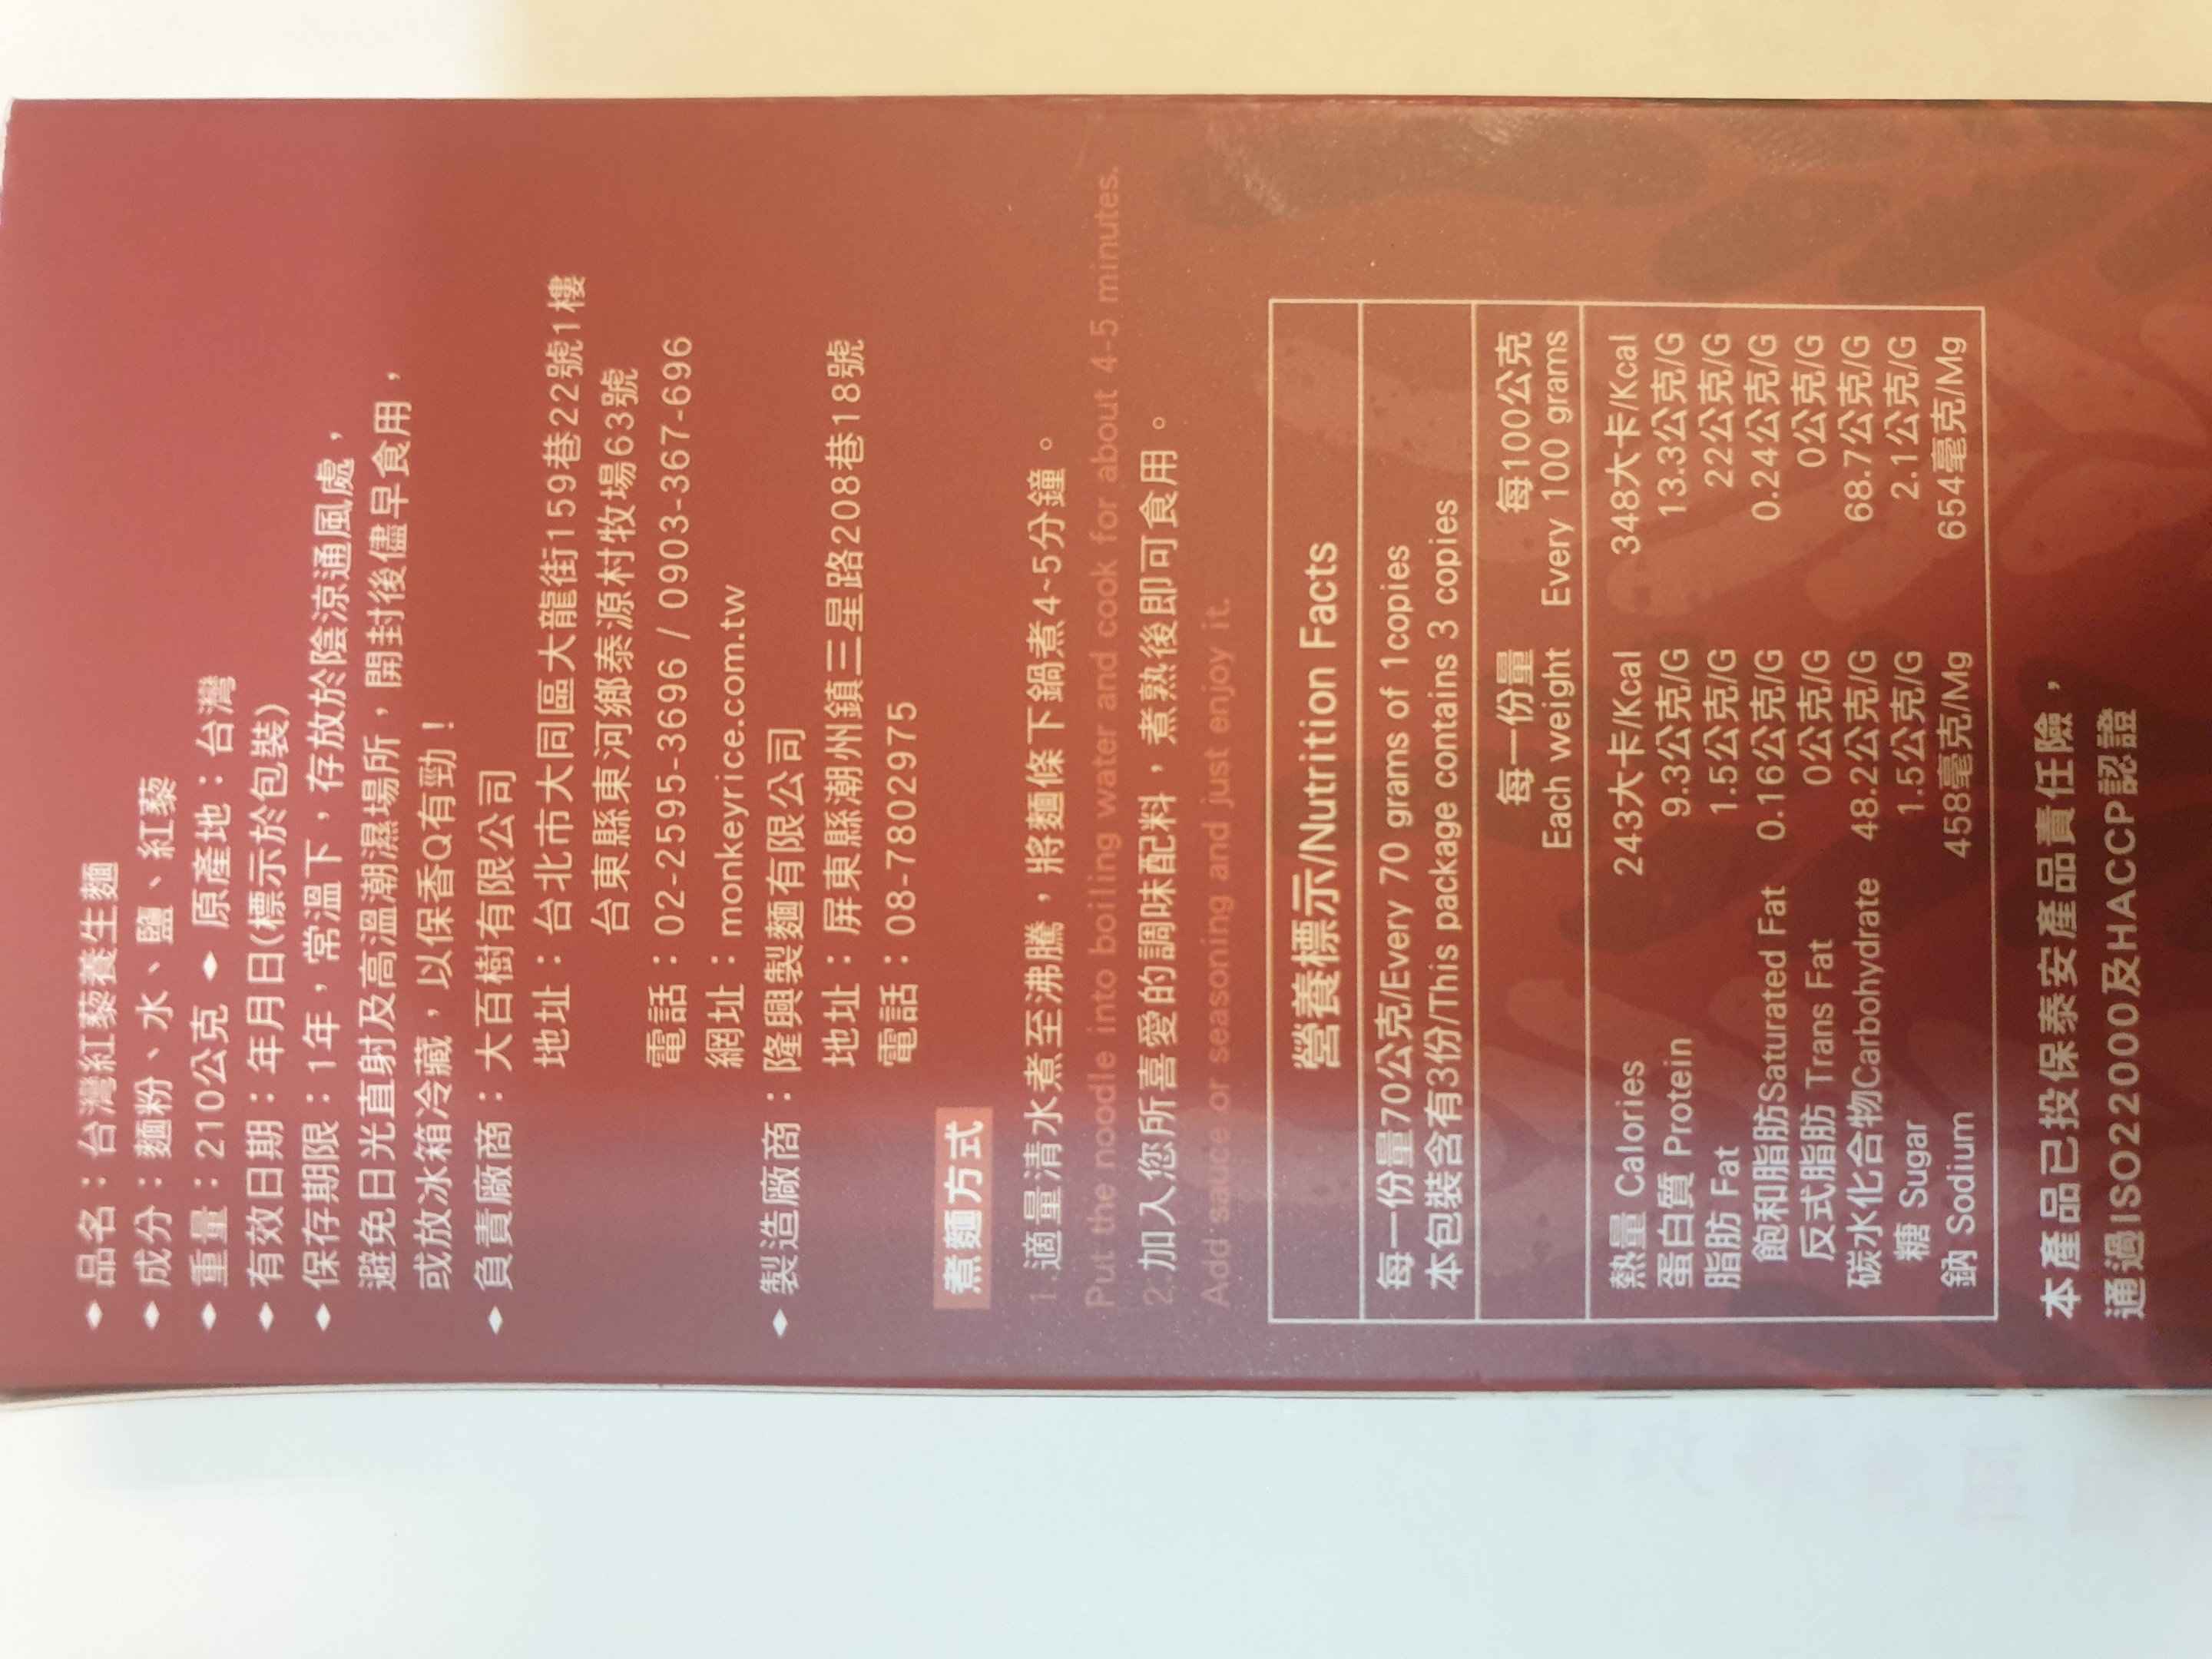 ◆品名：台灣紅藜養生麵
◆成分：麵粉、水、鹽、紅藜
◆重量：210公克 ◆原產地：台灣
◆有效日期：年月日(標示於包裝)
◆保存期限：1年，常溫下，存放於陰涼通風處，
避免日光直射及高溫潮濕場所，開封後儘早食用，
或放冰箱冷藏，以保香Q有勁！
◆負責廠商：大百樹有限公司
地址：台北市大同區大龍街159巷22號1樓
台東縣東河鄉泰源村牧場663號
電話：02-2595-3696 / 0903-367-696
網址：monkeyrice.com.tw
◆製造廠商：隆興製麵有限公司
地址：屏東縣潮州鎮三星路208巷18號
電話：08-7802975
煮麵方式
1.適量清水煮至沸騰，將麵條下鍋煮4~5分鐘。
Put the noodle into boiling water and cook for about 4-5 minutes.
2.加入您所喜愛的調味配料，煮熟後即可食用。
Add sauce or seasoning and just enjoy it.
營養標示/Nutrition Facts
每一份量70公克/Every 70 grams of 1copies
本包裝含有3份/This package contains 3 copies
每一份量 每100公克
Each weight Every 100 grams
熱量 Calories 243大卡/Kcal 348大卡/Kcal
蛋白質 Protein 9.3公克/G 13.3公克/G
脂肪 Fat 1.5公克/G 22公克/G
飽和脂肪Saturated Fat 0.16公克/G 0.24公克/G
反式脂肪 Trans Fat 0公克/G 0公克/G
碳水化合物Carbohydrate 48.2公克/G 68.7公克/G
糖 Sugar 1.5公克/G 2.1公克/G
鈉 Sodium 458毫克/Mg 654毫克/Mg
本產品已投保泰安產品責任險，
通過ISO22000及HACCP認證